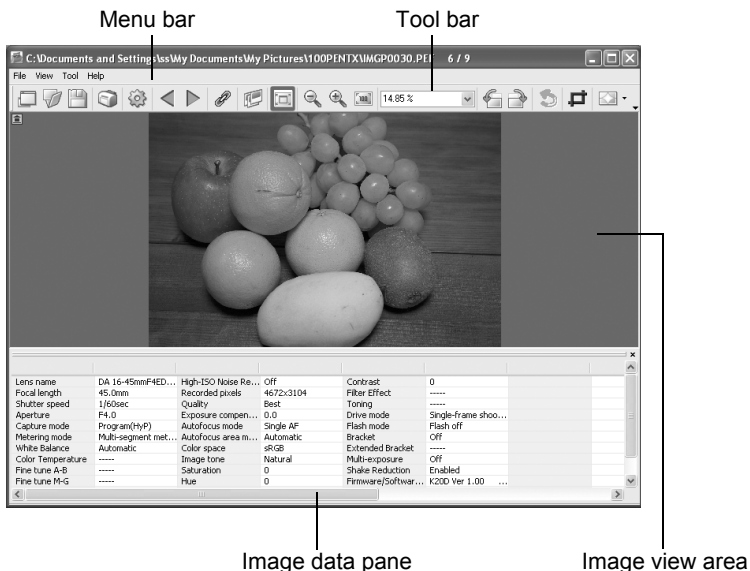 Menu bar Tool bar
C:\Documents and Settings\ss\My Documents\My Pictures\100PENTX\IMGP0030.PEF 6 / 9
File View Tool Help
14.85 %
Lens name DA 16-45mmF4ED... High-ISO Noise Re... Off Contrast 0
Focal length 45.0mm Recorded pixels 4672x3104 Filter Effect -----
Shutter speed 1/60sec Quality Best Toning -----
Aperture F4.0 Exposure compen... 0.0 Drive mode Single-frame shoo...
Capture mode Program(HyP) Autofocus mode Single AF Flash mode Flash off
Metering mode Multi-segment met... Autofocus area m... Automatic Bracket Off
White Balance Automatic Color space sRGB Extended Bracket -----
Color Temperature ----- Image tone Natural Multi-exposure Off
Fine tune A-B ----- Saturation 0 Shake Reduction Enabled
Fine tune M-G ----- Hue 0 Firmware/Softwar... K20D Ver 1.00 ...
Image data pane Image view area